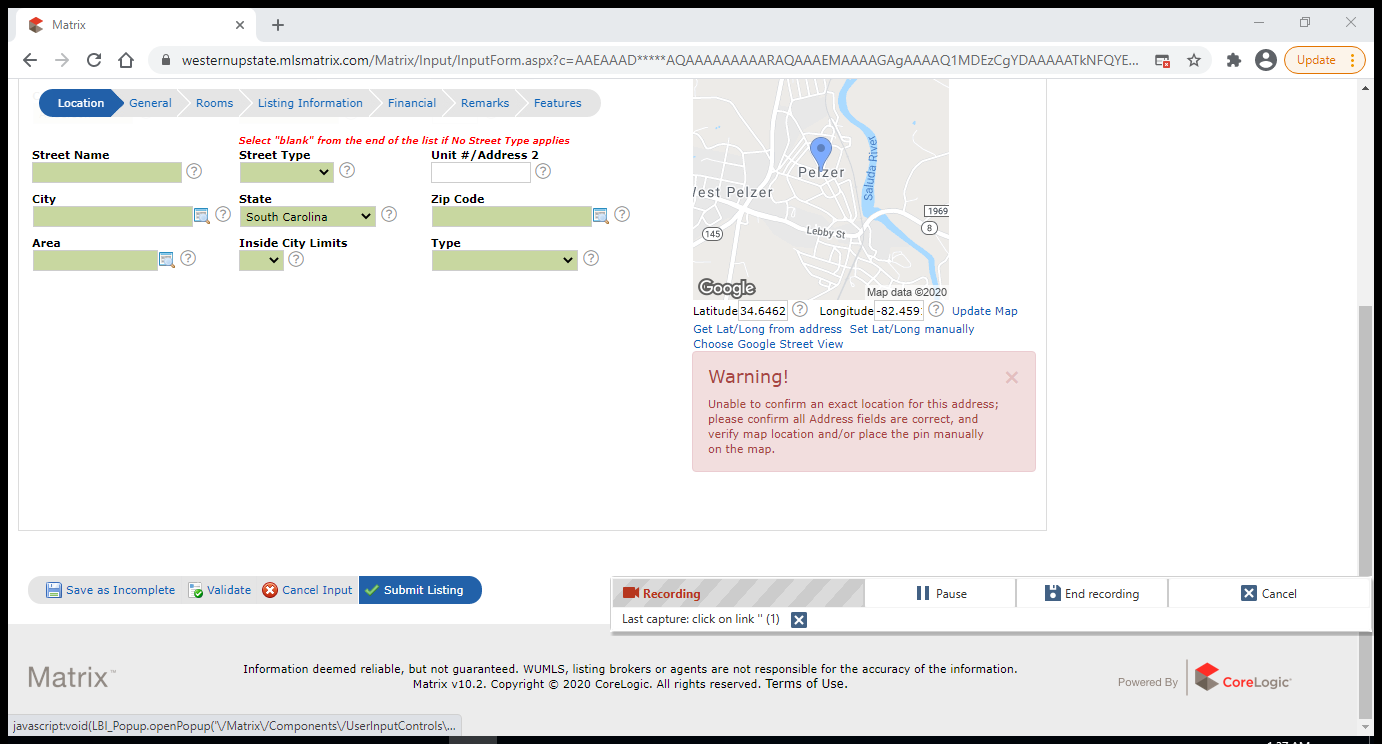 Matrix
westernupstate.mlsmatrix.com/Matrix/Input/InputForm.aspx?c=AAEAAAD*****AQAAAAAAAAARAQAAAEMAAAAGAgAAAAQ1MDEzCgYDAAAAATkNFQYE...
Update
Location General Rooms Listing Information Financial Remarks Features
Select "blank" from the end of the list if No Street Type applies
Street Name Street Type Unit #/Address 2
City State Zip Code
South Carolina
Area Inside City Limits Type
Pelzer
West Pelzer
Saluda River
1969
8
145
Lebby St
Google
Map data ©2020
Latitude 34.6462 Longitude -82.459 Update Map
Get Lat/Long from address Set Lat/Long manually
Choose Google Street View
Warning!
Unable to confirm an exact location for this address;
please confirm all Address fields are correct, and
verify map location and/or place the pin manually
on the map.
Save as Incomplete Validate Cancel Input Submit Listing
Recording Pause End recording Cancel
Last capture: click on link '' (1)
Matrix™
Information deemed reliable, but not guaranteed. WUMLS, listing brokers or agents are not responsible for the accuracy of the information.
Matrix v10.2. Copyright © 2020 CoreLogic. All rights reserved. Terms of Use.
Powered By CoreLogic
javascript:void(LBI_Popup.openPopup('\/Matrix\/Components\/UserInputControls\...